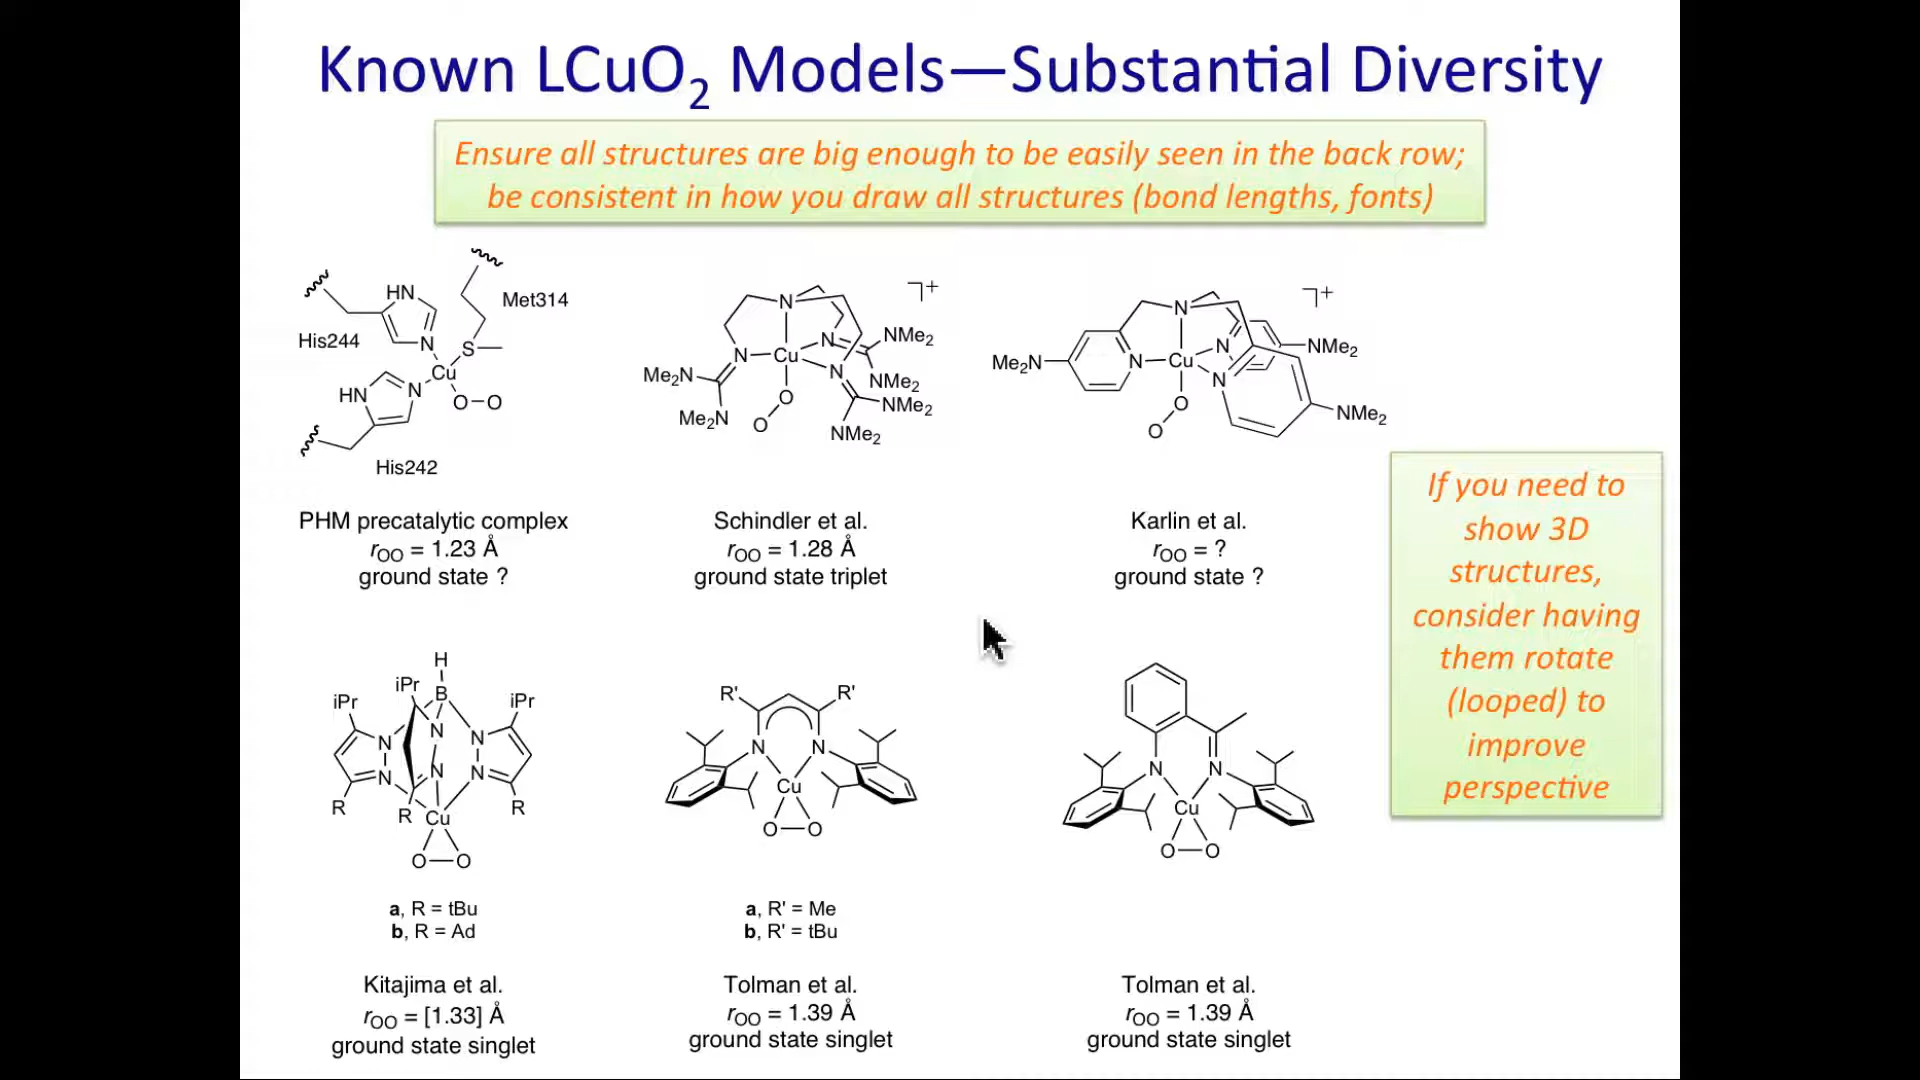 Known LCuO2 Models—Substantial Diversity
Ensure all structures are big enough to be easily seen in the back row;
be consistent in how you draw all structures (bond lengths, fonts)
HN
Met314
His244
N
S
Cu
HN
N
O
O
His242
PHM precatalytic complex
rOO = 1.23 Å
ground state ?
N
+
N
Cu
N
NMe2
N
Me2N
NMe2
O
NMe2
Me2N
O
NMe2
Schindler et al.
rOO = 1.28 Å
ground state triplet
N
+
Me2N
N
Cu
N
NMe2
N
O
NMe2
O
Karlin et al.
rOO = ?
ground state ?
If you need to
show 3D
structures,
consider having
them rotate
(looped) to
improve
perspective
H
iPr
iPr
B
iPr
N
N
N
N
N
N
R
R
R
Cu
O
O
a, R = tBu
b, R = Ad
Kitajima et al.
rOO = [1.33] Å
ground state singlet
R'
R'
N
N
Cu
O
O
a, R' = Me
b, R' = tBu
Tolman et al.
rOO = 1.39 Å
ground state singlet
N
N
Cu
O
O
Tolman et al.
rOO = 1.39 Å
ground state singlet